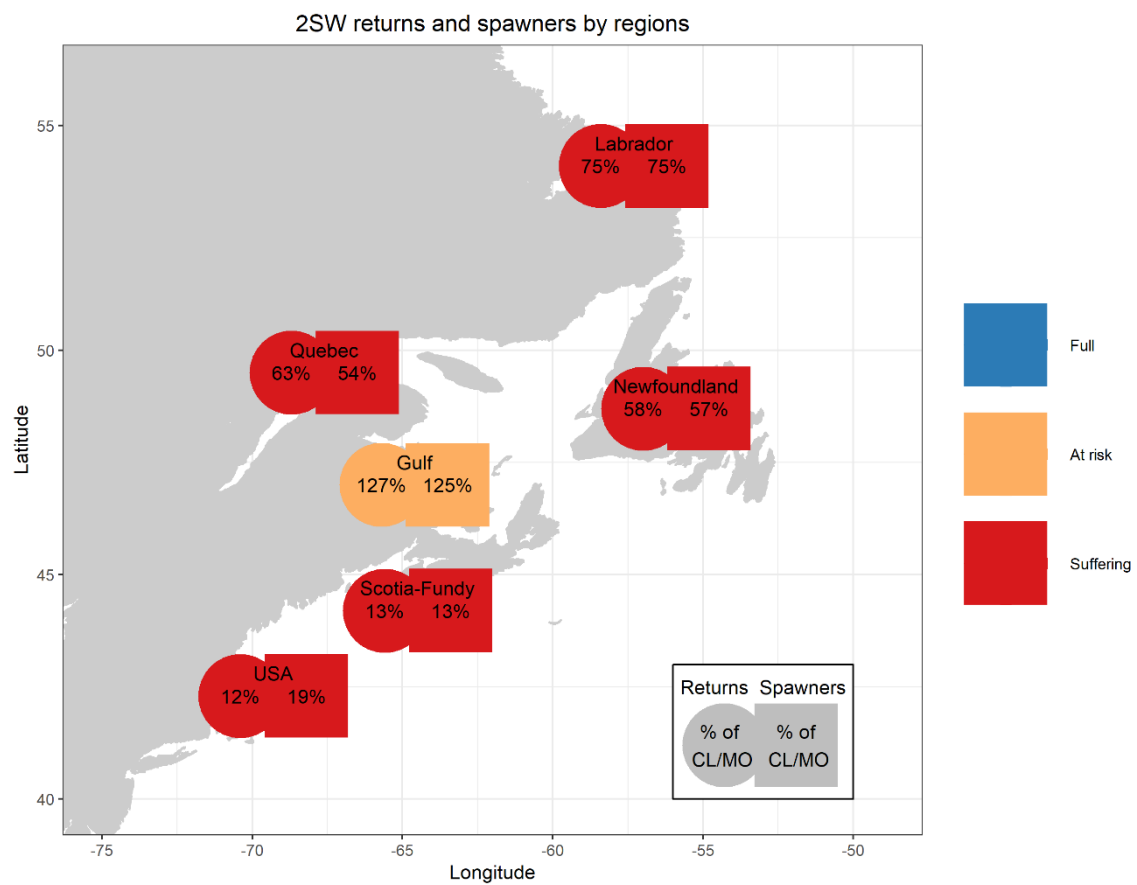 2SW returns and spawners by regions
55
Labrador
75% 75%
50
Quebec
63% 54%
Newfoundland
58% 57%
Gulf
127% 125%
45
Scotia-Fundy
13% 13%
USA
12% 19%
40
Latitude
-75 -70 -65 -60 -55 -50
Longitude
Full
At risk
Suffering
Returns Spawners
% of % of
CL/MO CL/MO